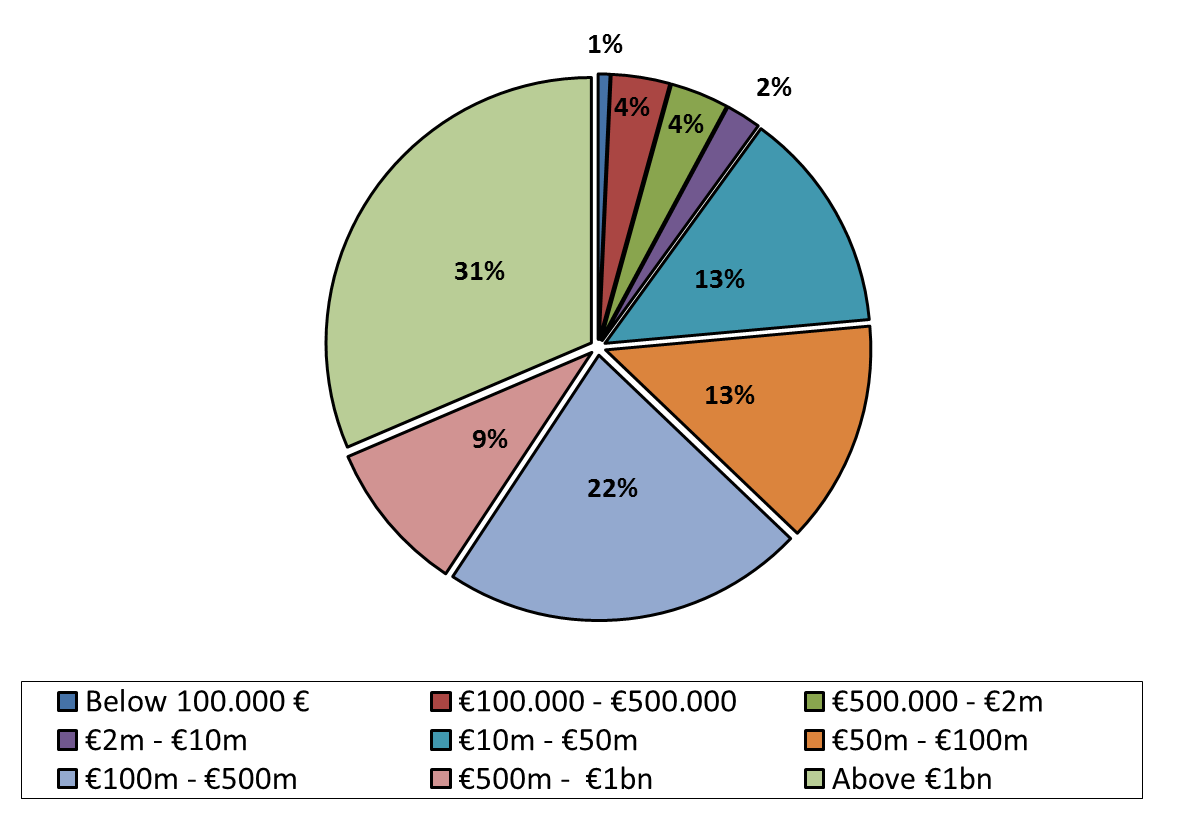 1%
2%
4%
4%
31%
13%
13%
9%
22%
Below 100.000 €
€100.000 - €500.000
€500.000 - €2m
€2m - €10m
€10m - €50m
€50m - €100m
€100m - €500m
€500m -  €1bn
Above €1bn